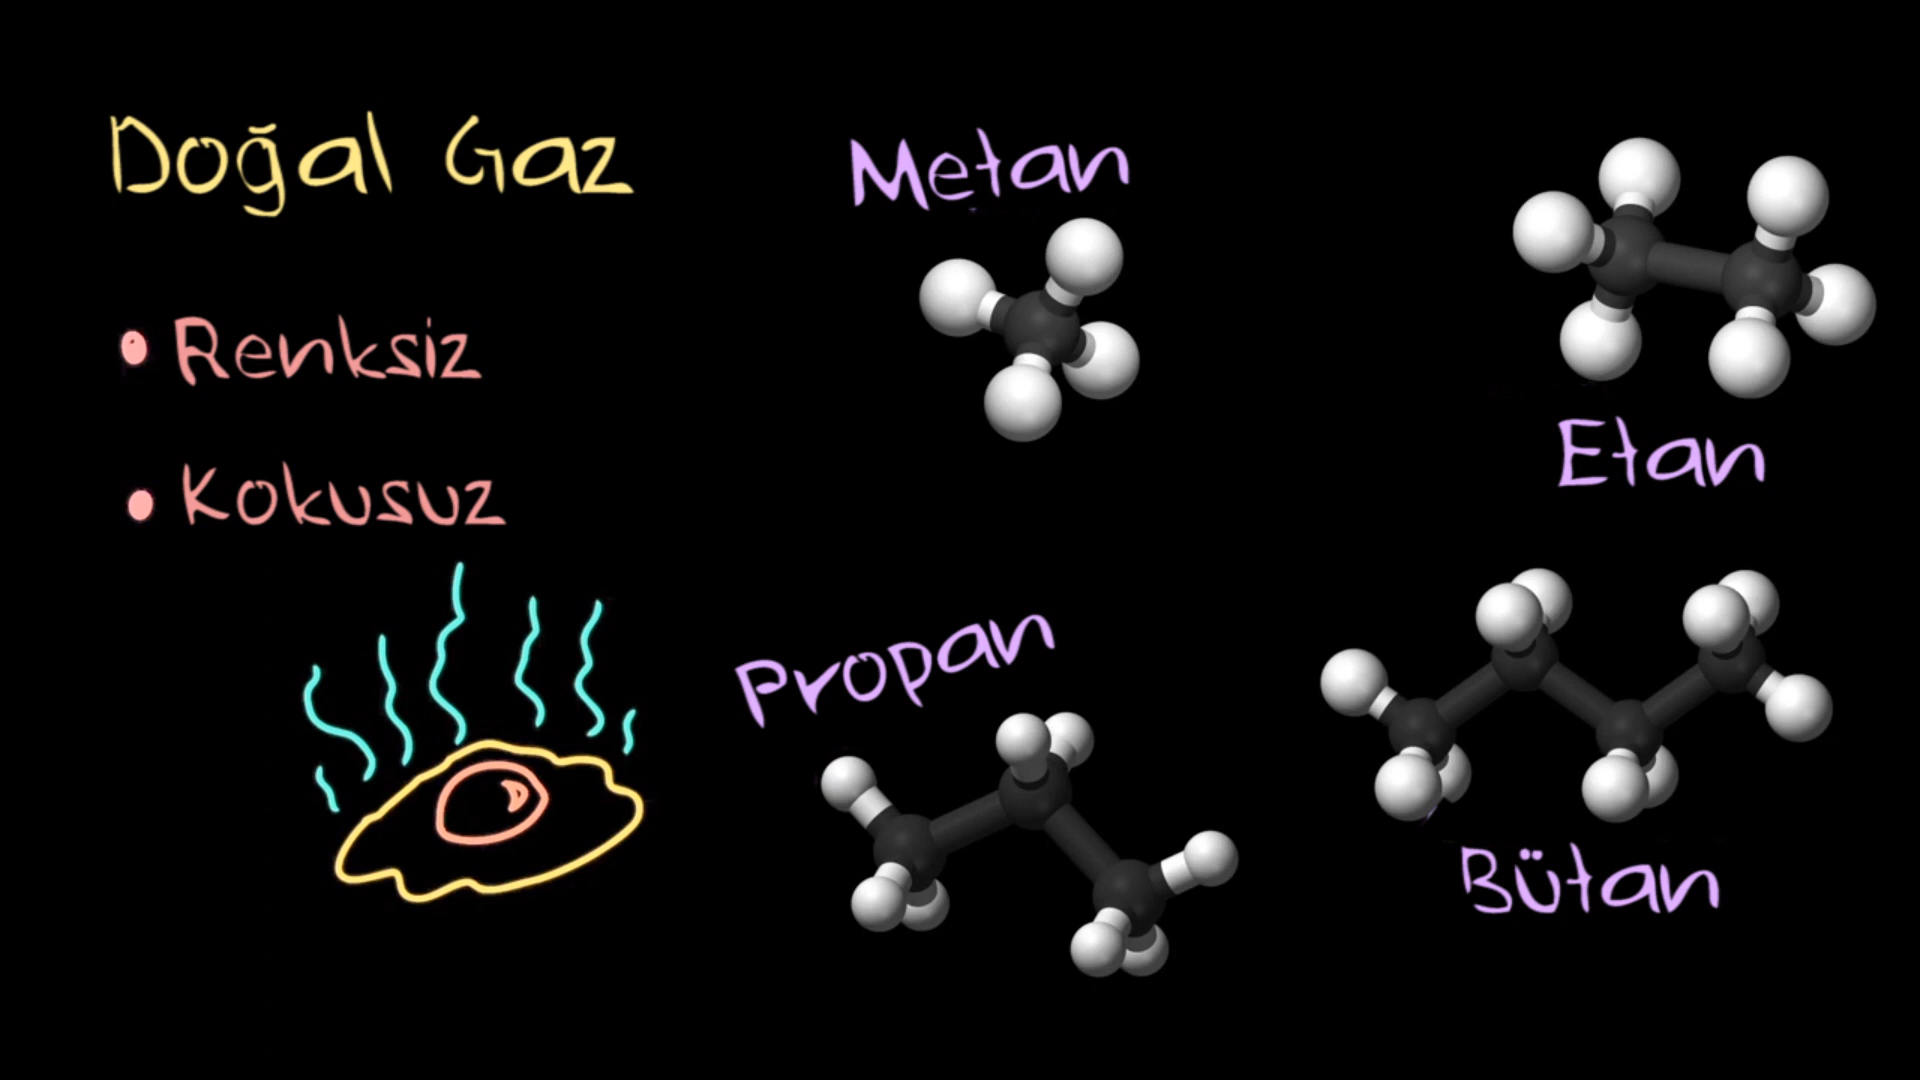 Doğal Gaz
• Renksiz
• Kokusuz
Metan
Etan
Propan
Bütan